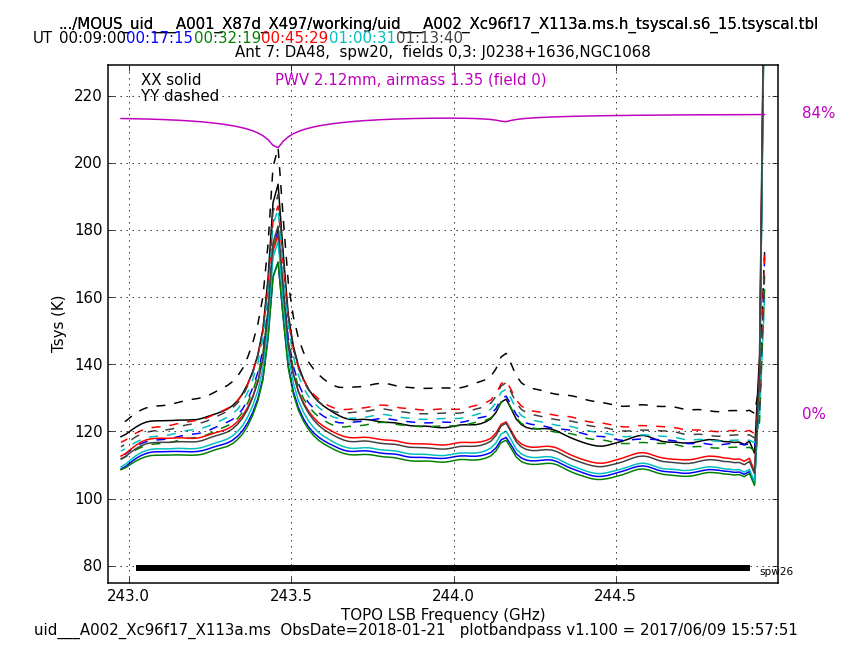 .../MOUS_uid___A001_X87d_X497/working/uid___A002_Xc96f17_X113a.ms.h_tsyscal.s6_15.tsyscal.tbl
UT 00:09:00 00:17:15 00:32:19 00:45:29 01:00:31 01:13:40
Ant 7: DA48, spw20, fields 0,3: J0238+1636,NGC1068
XX solid PWV 2.12mm, airmass 1.35 (field 0)
YY dashed
84%
0%
220
200
180
160
140
120
100
80
Tsys (K)
spw26
243.0 243.5 244.0 244.5
TOPO LSB Frequency (GHz)
uid___A002_Xc96f17_X113a.ms ObsDate=2018-01-21 plotbandpass v1.100 = 2017/06/09 15:57:51